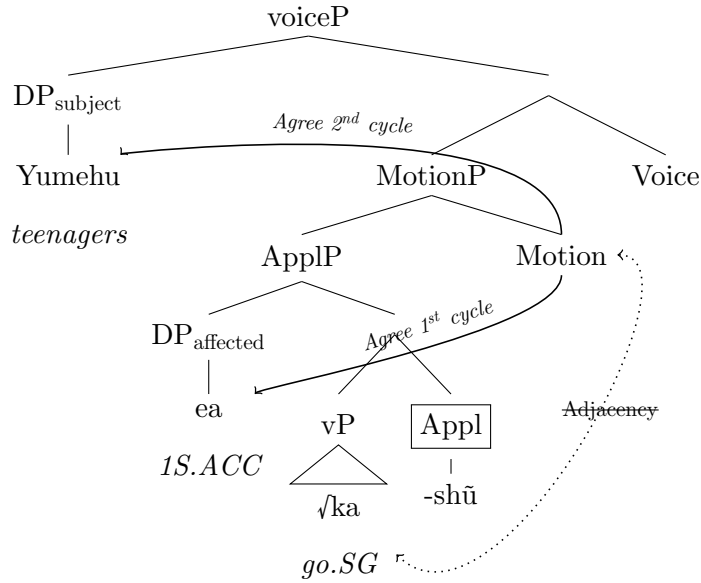 voiceP
DPsubject
Agree 2nd cycle
Yumehu
MotionP
Voice
teenagers
ApplP
Motion
DPaffected
Agree 1st cycle
ea
vP
Appl
Adjacency
1S.ACC
-shũ
√ka
go.SG